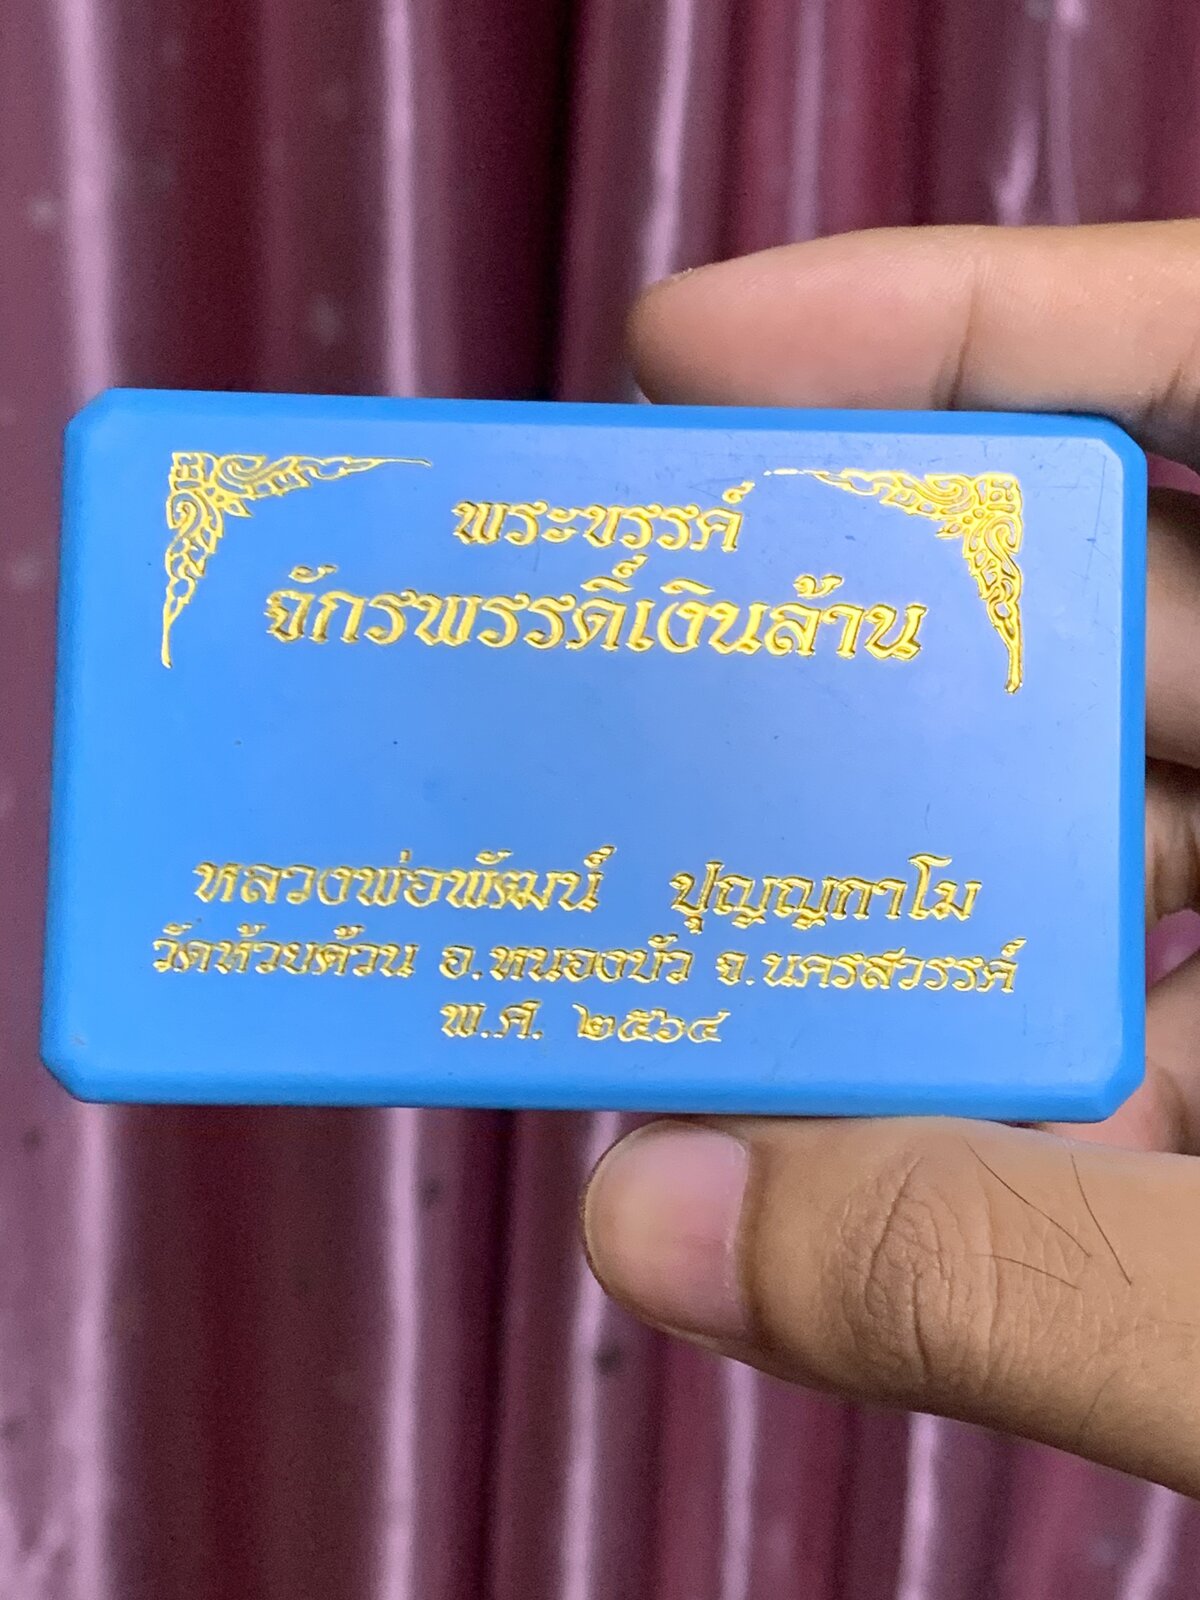 พระขรรค์
จักรพรรดิ์เงินล้าน
หลวงพ่อพัฒน์ ปุญญกาโม
วัดห้วยด้วน อ.หนองบัว จ.นครสวรรค์
พ.ศ. ๒๕๖๔